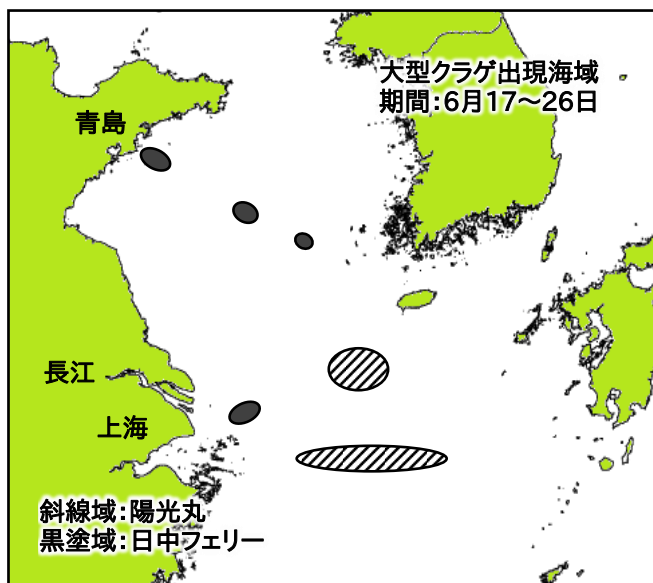 大型クラゲ出現海域
期間：6月17～26日
青島
長江
上海
斜線域：陽光丸
黒塗域：日中フェリー